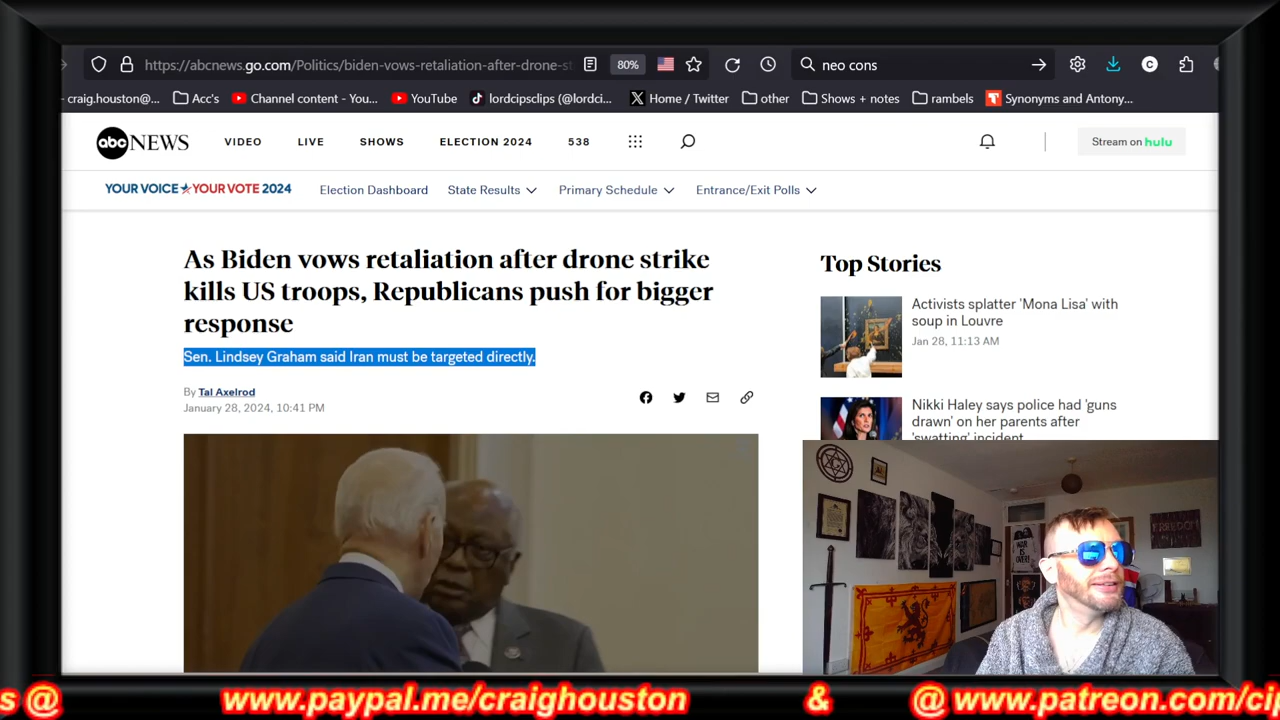 https://abcnews.go.com/Politics/biden-vows-retaliation-after-drone-st
80%
neo cons
C
- craig.houston@...
Acc's
Channel content - You...
YouTube
lordcipsclips (@lordci...
Home / Twitter
other
Shows + notes
rambels
Synonyms and Antony...
abc NEWS
VIDEO
LIVE
SHOWS
ELECTION 2024
538
Stream on hulu
YOUR VOICE YOUR VOTE 2024
Election Dashboard
State Results
Primary Schedule
Entrance/Exit Polls
As Biden vows retaliation after drone strike
kills US troops, Republicans push for bigger
response
Sen. Lindsey Graham said Iran must be targeted directly.
By Tal Axelrod
January 28, 2024, 10:41 PM
Top Stories
Activists splatter 'Mona Lisa' with
soup in Louvre
Jan 28, 11:13 AM
Nikki Haley says police had 'guns
drawn' on her parents after
'swatting' incident
FREEDOM
WAR
IS
OVER!
s @ www.paypal.me/craighouston & @ www.patreon.com/cip